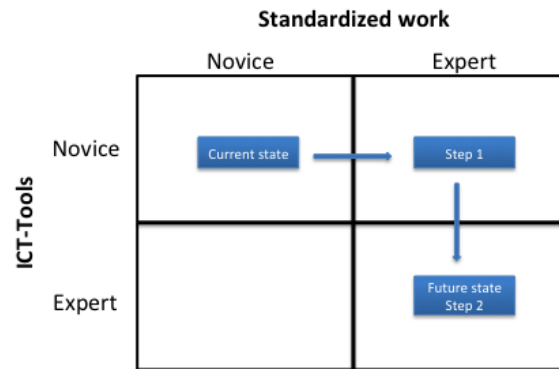 Standardized work
Novice Expert
Novice
Current state
Step 1
ICT-Tools
Expert
Future state
Step 2